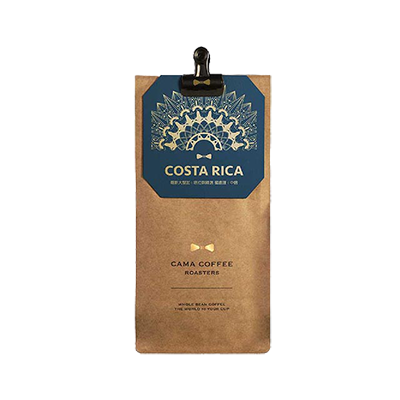 COSTA RICA
CAMA COFFEE
ROASTERS
WHOLE BEAN COFFEE
THE WORLD IN YOUR CUP